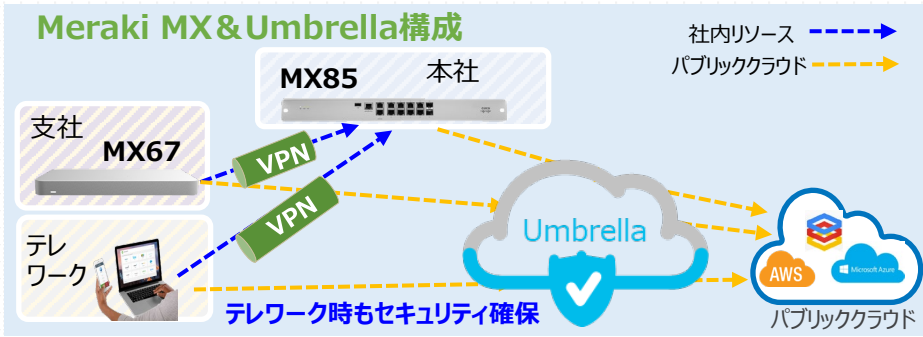 Meraki MX&Umbrella構成
社内リソース
パブリッククラウド
MX85
本社
支社
MX67
VPN
VPN
テレ
ワーク
Umbrella
AWS
Microsoft Azure
テレワーク時もセキュリティ確保
パブリッククラウド